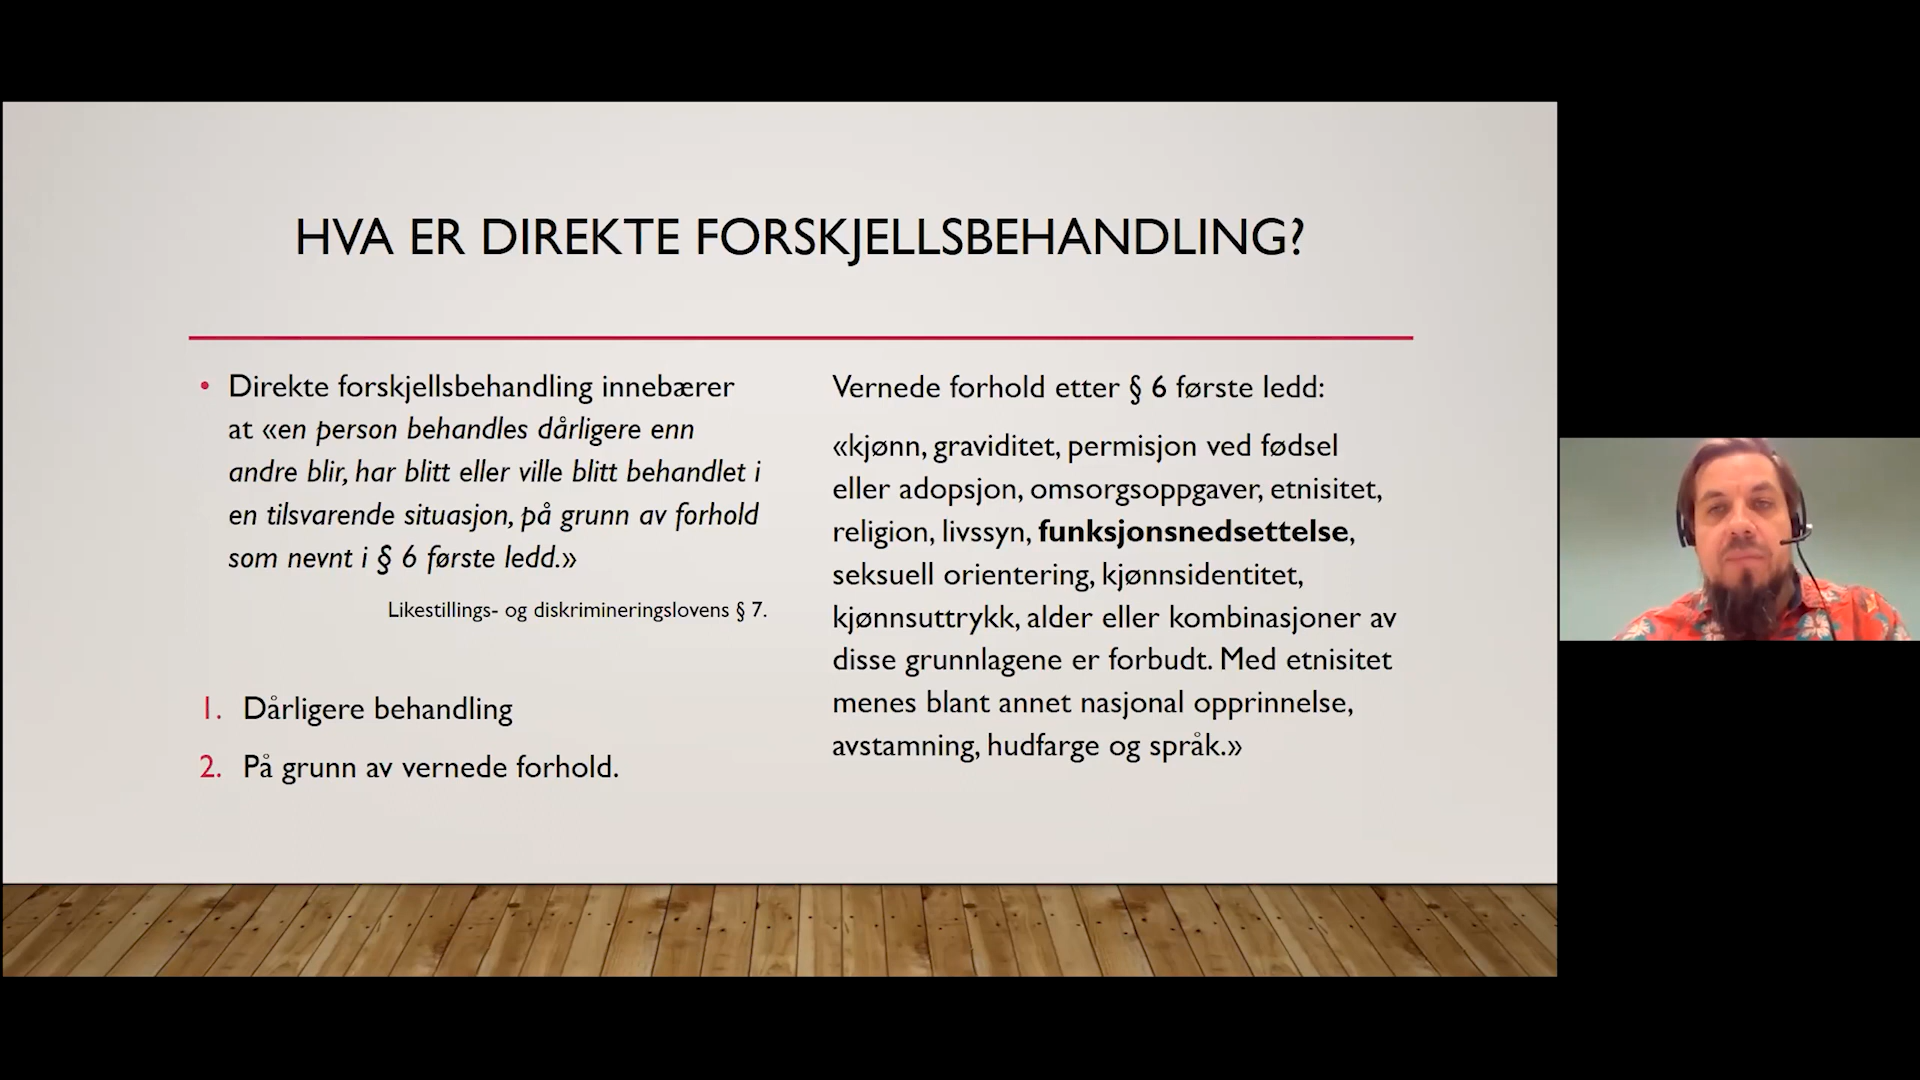 HVA ER DIREKTE FORSKJELLSBEHANDLING?
• Direkte forskjellsbehandling innebærer
at «en person behandles dårligere enn
andre blir, har blitt eller ville blitt behandlet i
en tilsvarende situasjon, på grunn av forhold
som nevnt i § 6 første ledd.»
Likestillings- og diskrimineringslovens § 7.
1. Dårligere behandling
2. På grunn av vernede forhold.
Vernede forhold etter § 6 første ledd:
«kjønn, graviditet, permisjon ved fødsel
eller adopsjon, omsorgsoppgaver, etnisitet,
religion, livssyn, funksjonsnedsettelse,
seksuell orientering, kjønnsidentitet,
kjønnsuttrykk, alder eller kombinasjoner av
disse grunnlagene er forbudt. Med etnisitet
menes blant annet nasjonal opprinnelse,
avstamning, hudfarge og språk.»